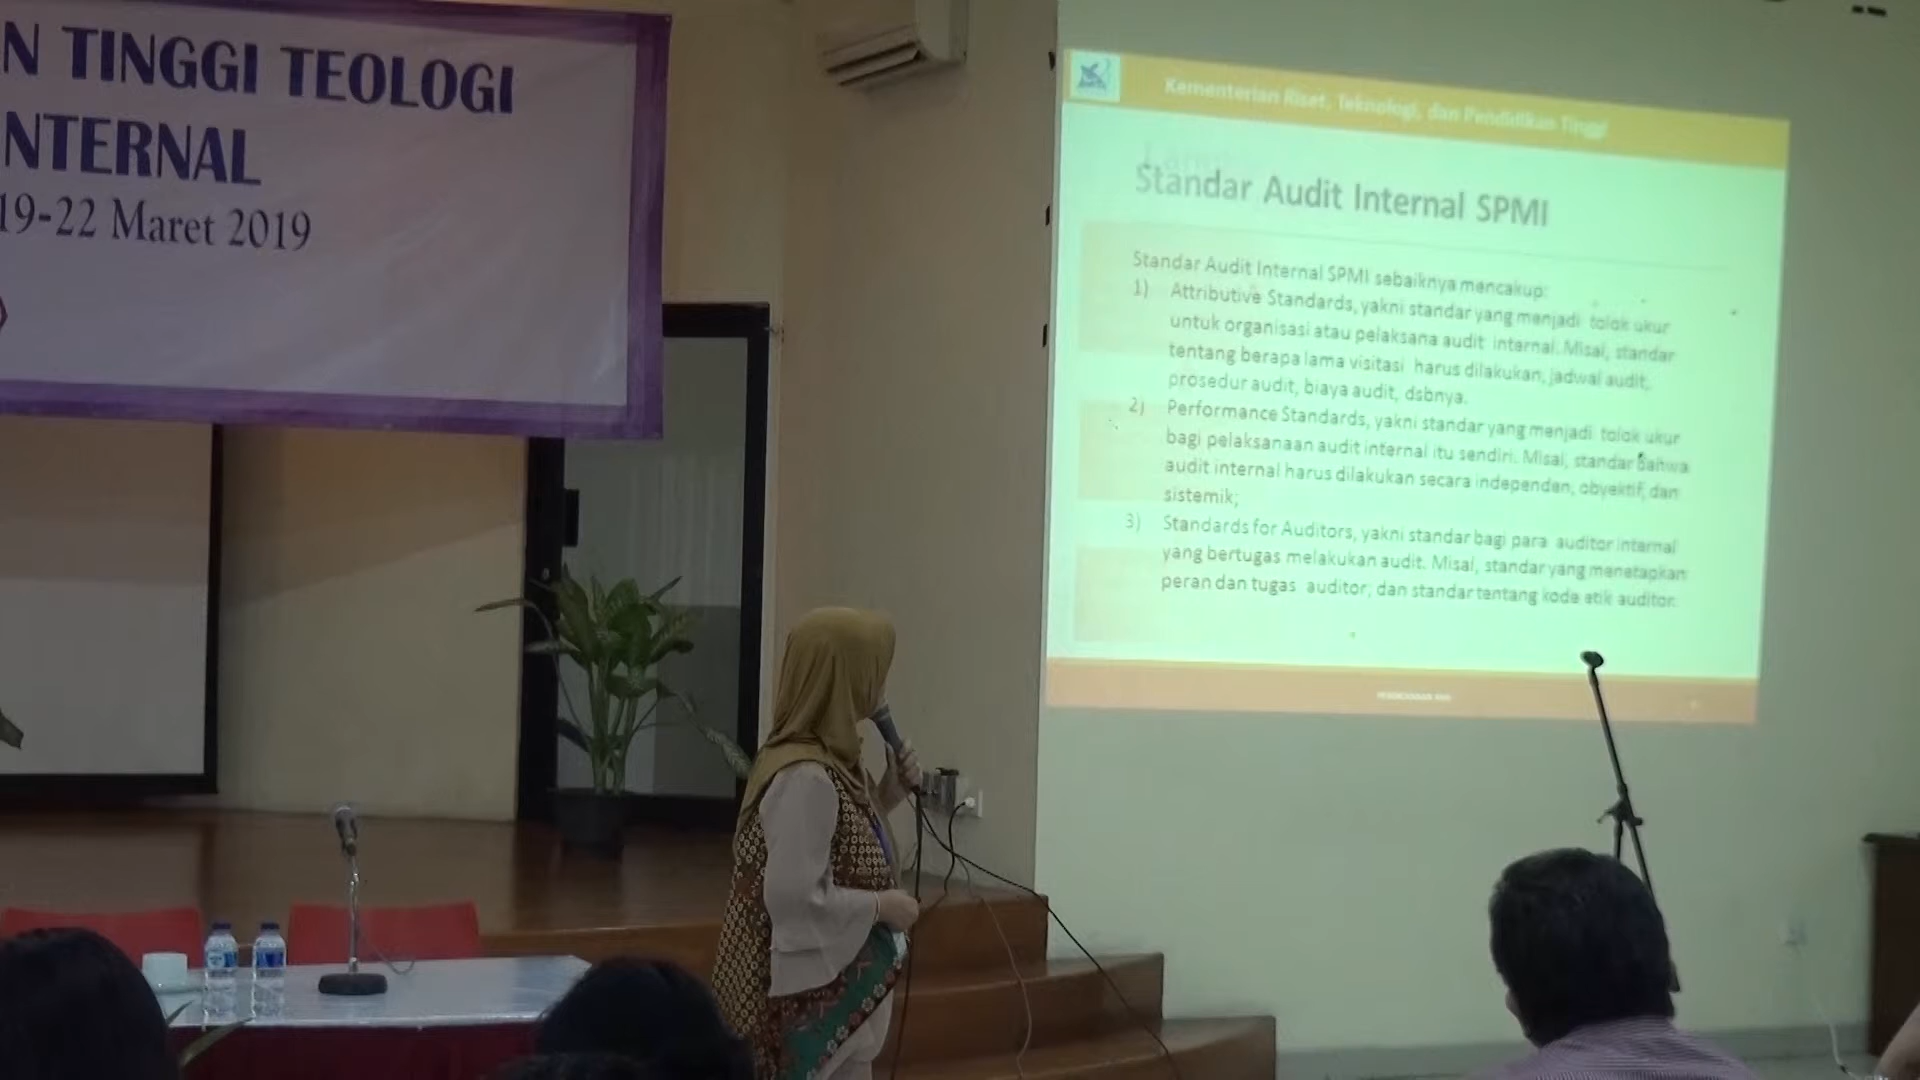 N TINGGI TEOLOGI
NTERNAL
19-22 Maret 2019
Kementerian Riset, Teknologi, dan Pendidikan Tinggi
Standar Audit Internal SPMI
Standar Audit Internal SPMI sebaiknya mencakup:
1) Attributive Standards, yakni standar yang menjadi tolok ukur
untuk organisasi atau pelaksana audit internal. Misal, standar
tentang berapa lama visitasi harus dilakukan, jadwal audit,
prosedur audit, biaya audit, dsbnya.
2) Performance Standards, yakni standar yang menjadi tolok ukur
bagi pelaksanaan audit internal itu sendiri. Misal, standar bahwa
audit internal harus dilakukan secara independen, obyektif, dan
sistemik;
3) Standards for Auditors, yakni standar bagi para auditor internal
yang bertugas melakukan audit. Misal, standar yang menetapkan
peran dan tugas auditor, dan standar tentang kode etik auditor.